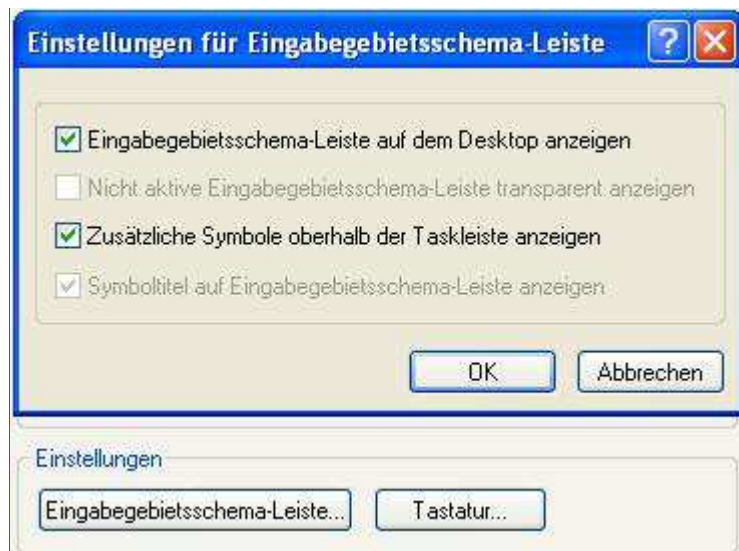 Einstellungen für Eingabegebietsschema-Leiste
Eingabegebietsschema-Leiste auf dem Desktop anzeigen
Nicht aktive Eingabegebietsschema-Leiste transparent anzeigen
Zusätzliche Symbole oberhalb der Taskleiste anzeigen
Symboltitel auf Eingabegebietsschema-Leiste anzeigen
OK Abbrechen
Einstellungen
Eingabegebietsschema-Leiste... Tastatur...